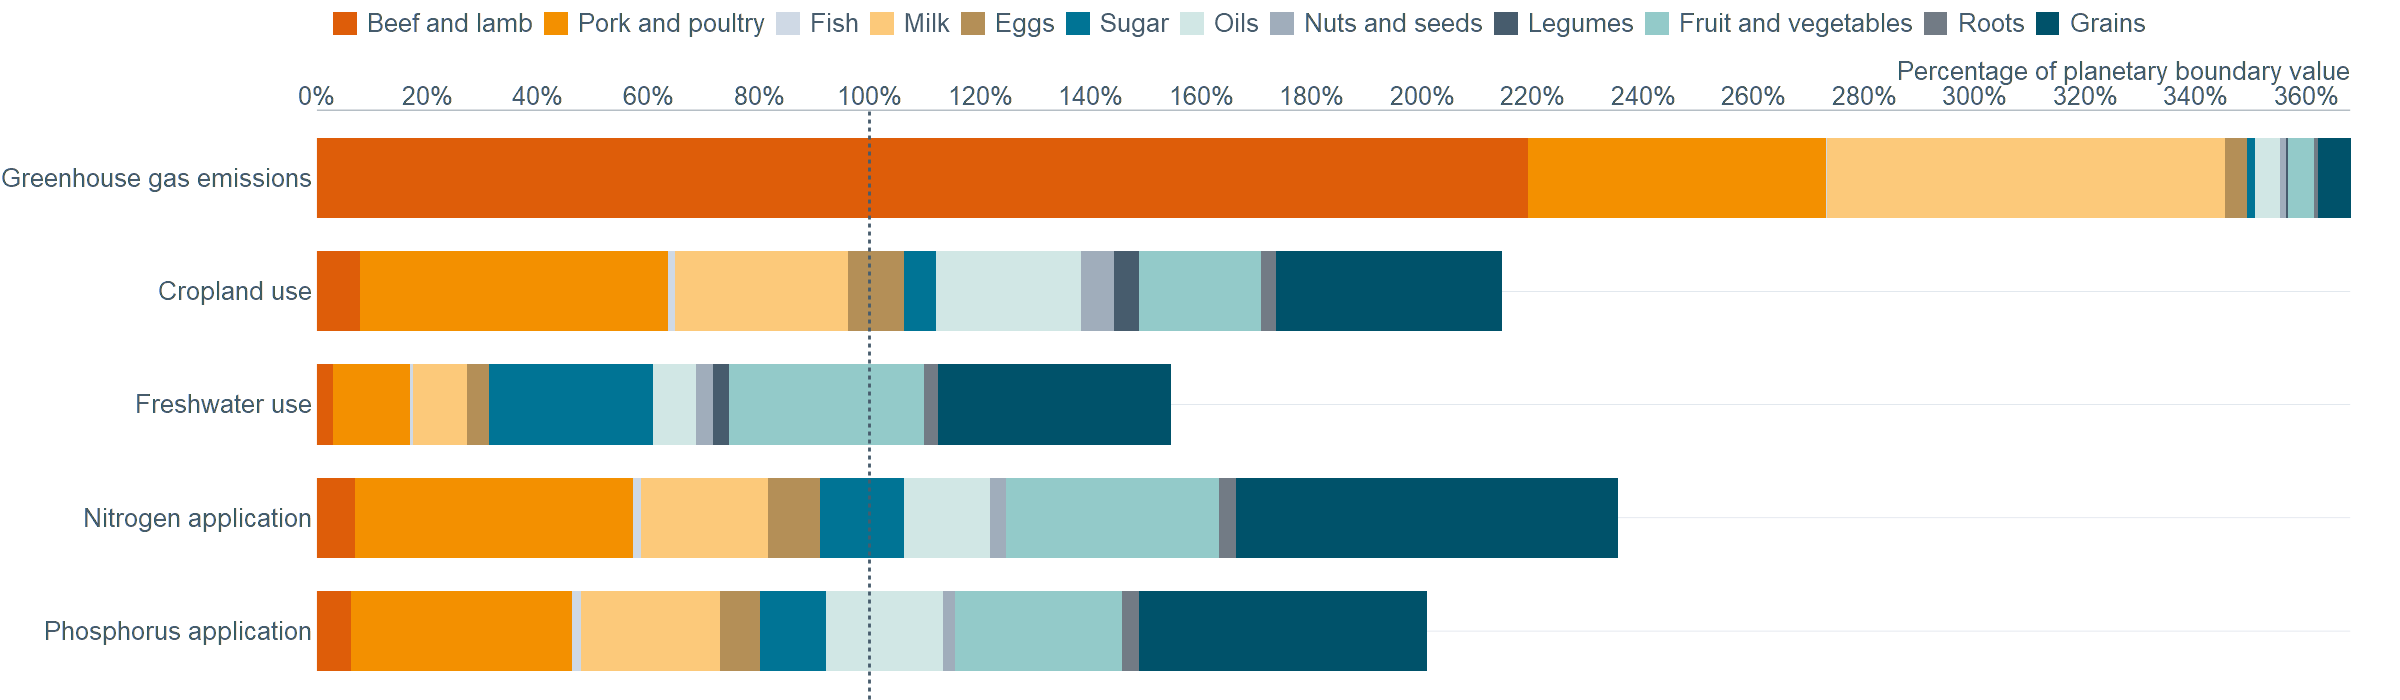 Beef and lamb Pork and poultry Fish Milk Eggs Sugar Oils Nuts and seeds Legumes Fruit and vegetables Roots Grains
Percentage of planetary boundary value
0% 20% 40% 60% 80% 100% 120% 140% 160% 180% 200% 220% 240% 260% 280% 300% 320% 340% 360%
Greenhouse gas emissions
Cropland use
Freshwater use
Nitrogen application
Phosphorus application